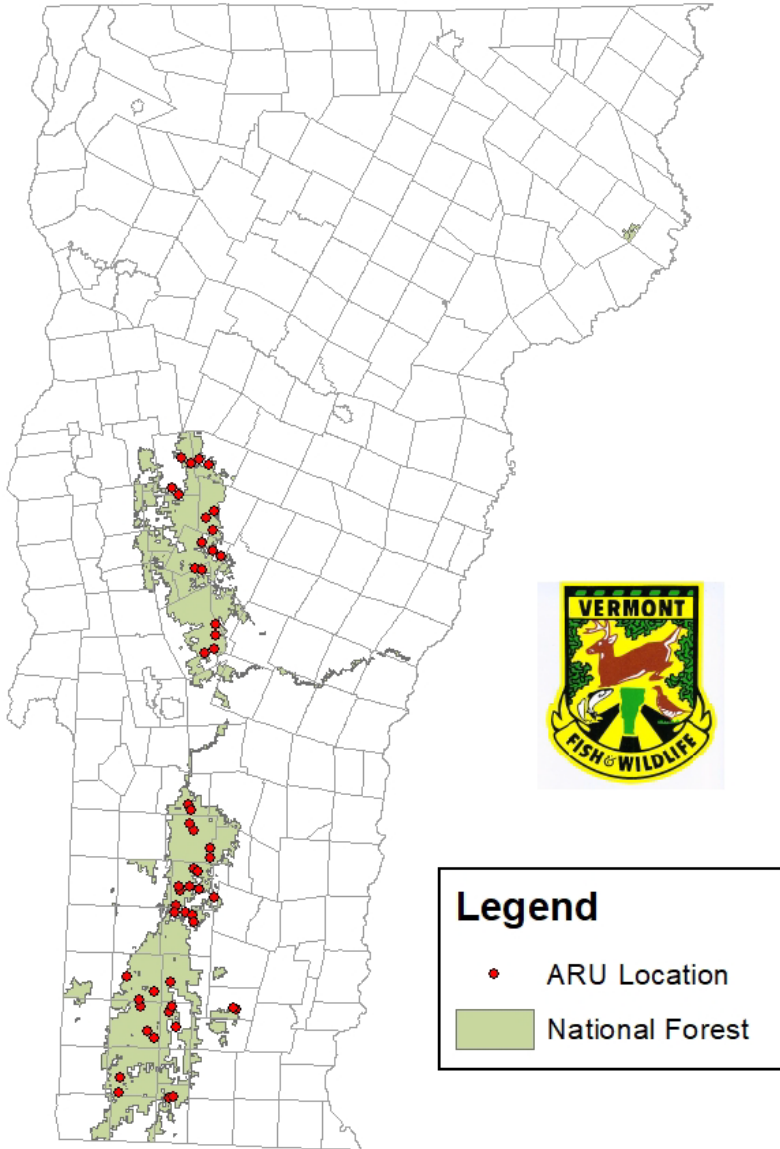 VERMONT
FISH & WILDLIFE
Legend
ARU Location
National Forest